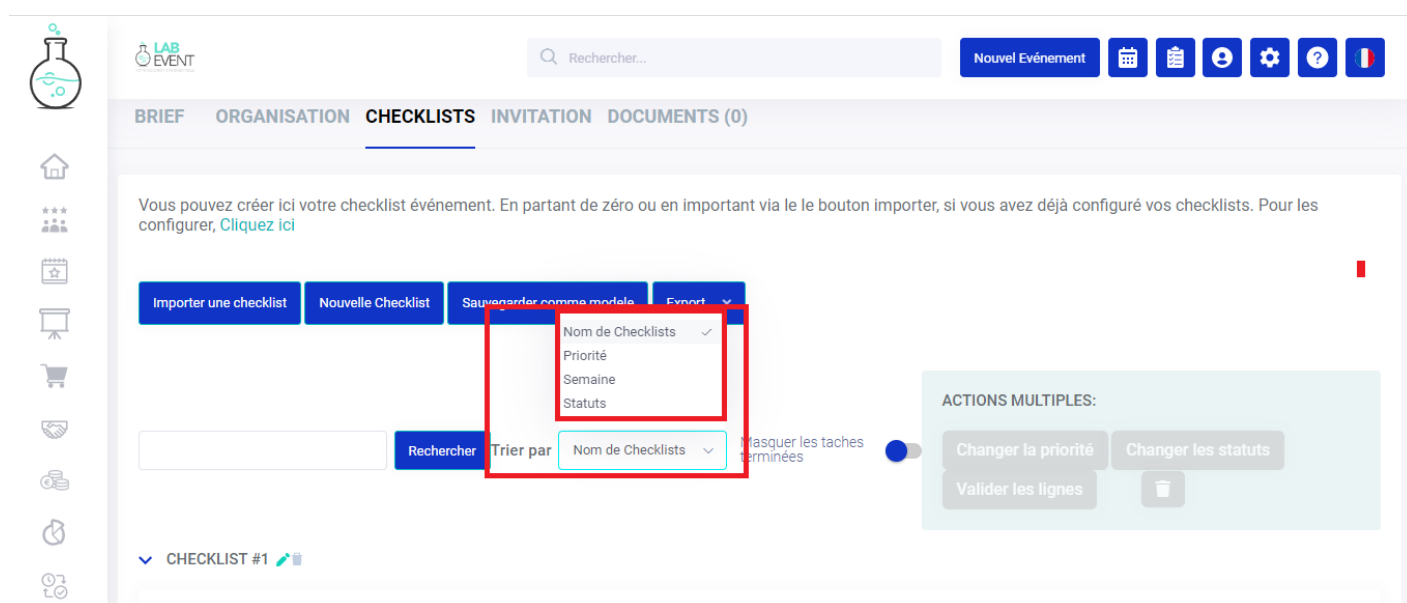 LAB
EVENT
Rechercher...
Nouvel Evénement
BRIEF ORGANISATION CHECKLISTS INVITATION DOCUMENTS (0)
Vous pouvez créer ici votre checklist événement. En partant de zéro ou en important via le le bouton importer, si vous avez déjà configuré vos checklists. Pour les
configurer, Cliquez ici
Importer une checklist Nouvelle Checklist Sauvegarder comme modele Export
Nom de Checklists
Priorité
Semaine
Statuts
ACTIONS MULTIPLES:
Rechercher Trier par Nom de Checklists
Masquer les taches
terminées
Changer la priorité Changer les statuts
Valider les lignes
CHECKLIST #1